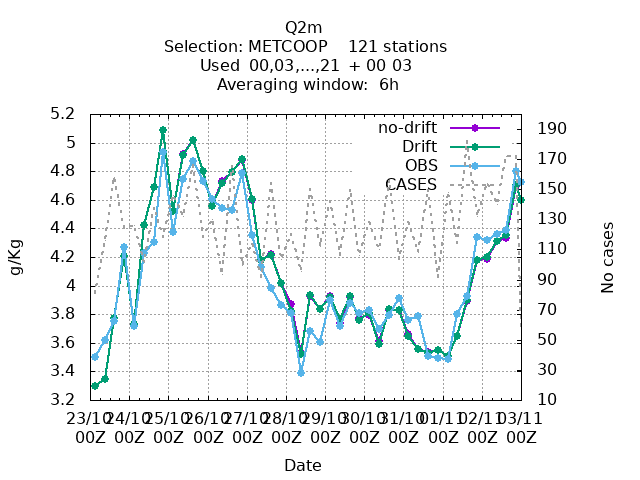 Q2m
Selection: METCOOP    121 stations
Used  00,03,...,21  + 00 03
Averaging window:  6h
no-drift
Drift
OBS
CASES
5.2
5
4.8
4.6
4.4
4.2
4
3.8
3.6
3.4
3.2
190
170
150
130
110
90
70
50
30
10
g/Kg
No cases
23/10 24/10 25/10 26/10 27/10 28/10 29/10 30/10 31/10 01/11 02/11 03/11
00Z 00Z 00Z 00Z 00Z 00Z 00Z 00Z 00Z 00Z 00Z 00Z
Date